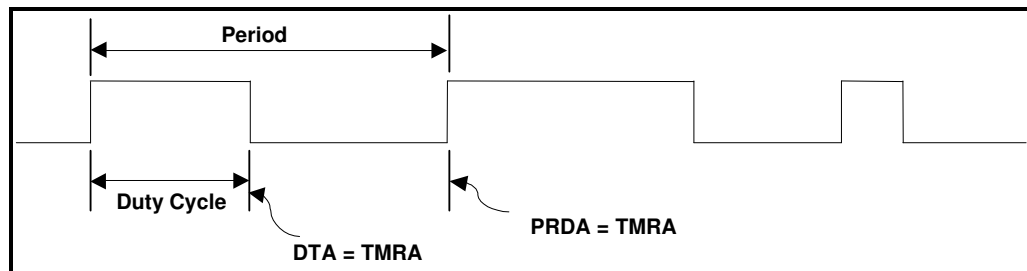 Period
Duty Cycle
PRDA = TMRA
DTA = TMRA